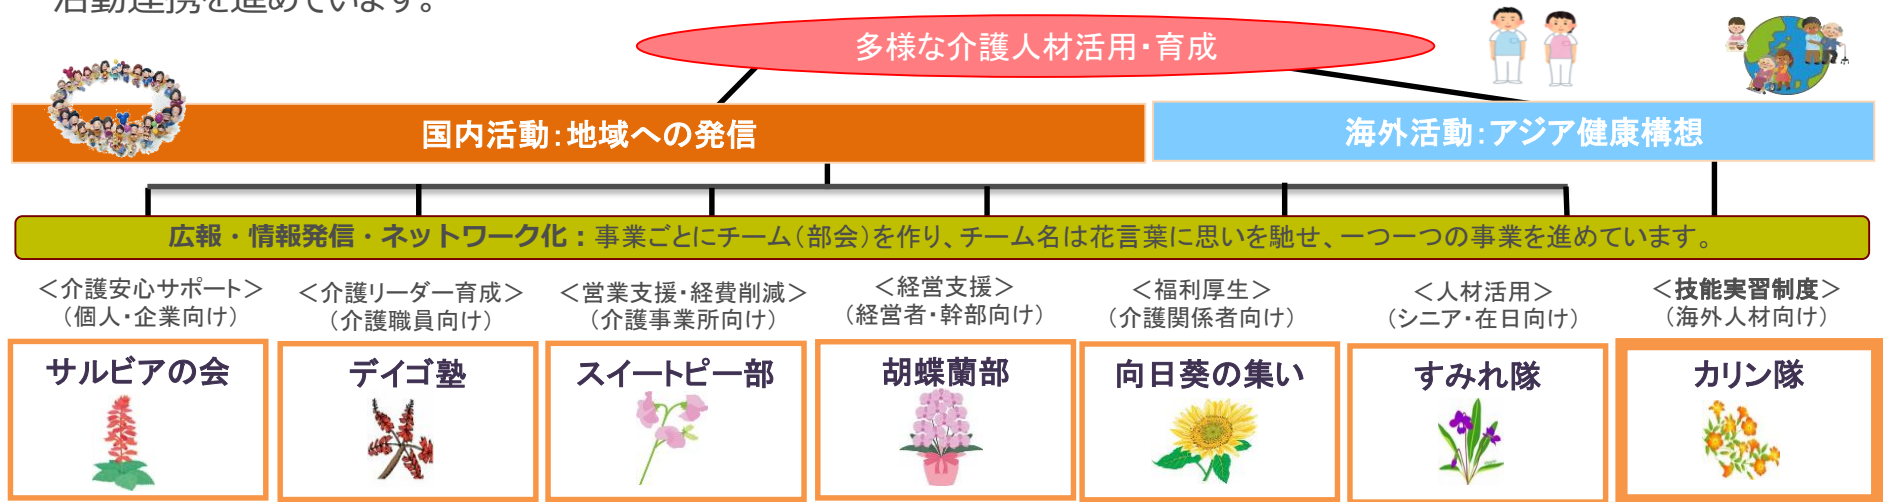 活動連携を進めています。
多様な介護人材活用・育成
国内活動：地域への発信
海外活動：アジア健康構想
広報・情報発信・ネットワーク化：事業ごとにチーム（部会）を作り、チーム名は花言葉に思いを馳せ、一つ一つの事業を進めています。
＜介護安心サポート＞
（個人・企業向け）
サルビアの会
＜介護リーダー育成＞
（介護職員向け）
デイゴ塾
＜営業支援・経費削減＞
（介護事業所向け）
スイートピー部
＜経営支援＞
（経営者・幹部向け）
胡蝶蘭部
＜福利厚生＞
（介護関係者向け）
向日葵の集い
＜人材活用＞
（シニア・在日向け）
すみれ隊
＜技能実習制度＞
（海外人材向け）
カリン隊